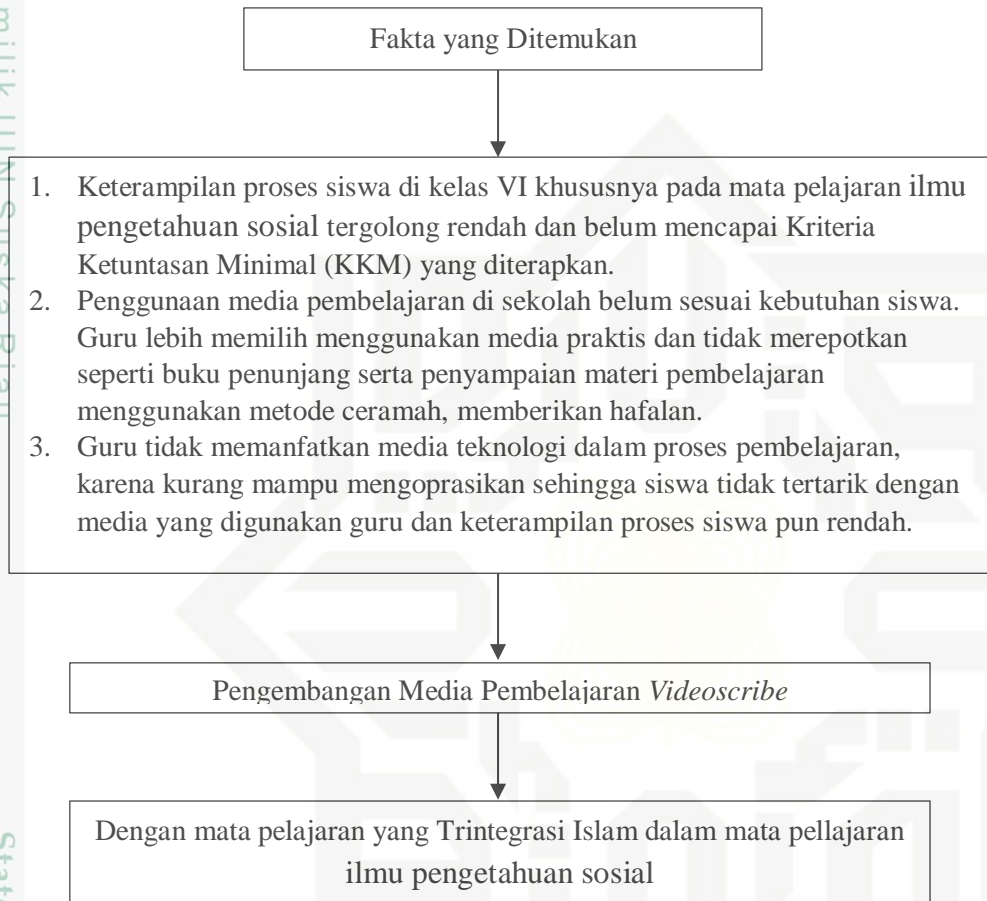 Fakta yang Ditemukan
1. Keterampilan proses siswa di kelas VI khususnya pada mata pelajaran ilmu
pengetahuan sosial tergolong rendah dan belum mencapai Kriteria
Ketuntasan Minimal (KKM) yang diterapkan.
2. Penggunaan media pembelajaran di sekolah belum sesuai kebutuhan siswa.
Guru lebih memilih menggunakan media praktis dan tidak merepotkan
seperti buku penunjang serta penyampaian materi pembelajaran
menggunakan metode ceramah, memberikan hafalan.
3. Guru tidak memanfatkan media teknologi dalam proses pembelajaran,
karena kurang mampu mengoprasikan sehingga siswa tidak tertarik dengan
media yang digunakan guru dan keterampilan proses siswa pun rendah.
Pengembangan Media Pembelajaran Videoscribe
Dengan mata pelajaran yang Trintegrasi Islam dalam mata pellajaran
ilmu pengetahuan sosial
milik UIN Suska Riau
State